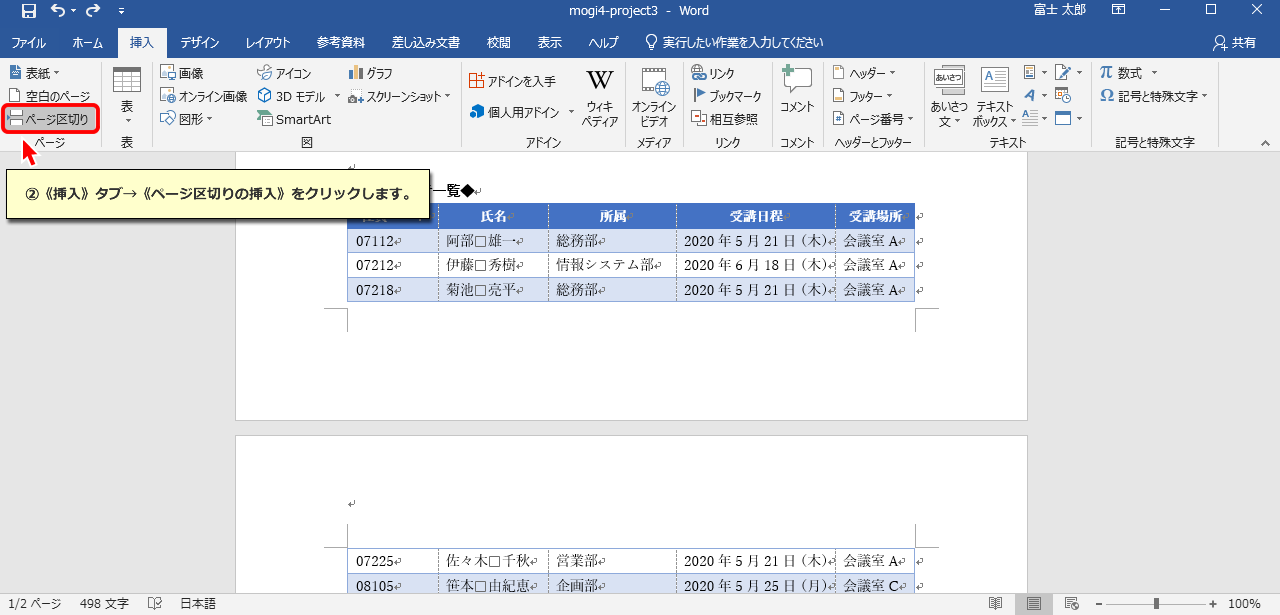 mogi4-project3 - Word
富士 太郎
ファイル ホーム 挿入 デザイン レイアウト 参考資料 差し込み文書 校閲 表示 ヘルプ 実行したい作業を入力してください 共有
表紙
空白のページ
ページ区切り
ページ
表
表
画像
オンライン画像
図形
アイコン
3D モデル
SmartArt
グラフ
スクリーンショット
図
アドインを入手
個人用アドイン
ウィキ
ペディア
アドイン
オンライン
ビデオ
メディア
リンク
ブックマーク
相互参照
リンク
コメント
コメント
ヘッダー
フッター
ページ番号
ヘッダーとフッター
あいさつ
あいさつ
文
テキスト
ボックス
テキスト
π 数式
Ω 記号と特殊文字
記号と特殊文字
②《挿入》タブ→《ページ区切りの挿入》をクリックします。
一覧◆
氏名 所属 受講日程 受講場所
07112 阿部□雄一 総務部 2020 年 5 月 21 日（木） 会議室 A
07212 伊藤□秀樹 情報システム部 2020 年 6 月 18 日（木） 会議室 A
07218 菊池□亮平 総務部 2020 年 5 月 21 日（木） 会議室 A
07225 佐々木□千秋 営業部 2020 年 5 月 21 日（木） 会議室 A
08105 笹本□由紀恵 企画部 2020 年 5 月 25 日（月） 会議室 C
1/2 ページ 498 文字 日本語 100%